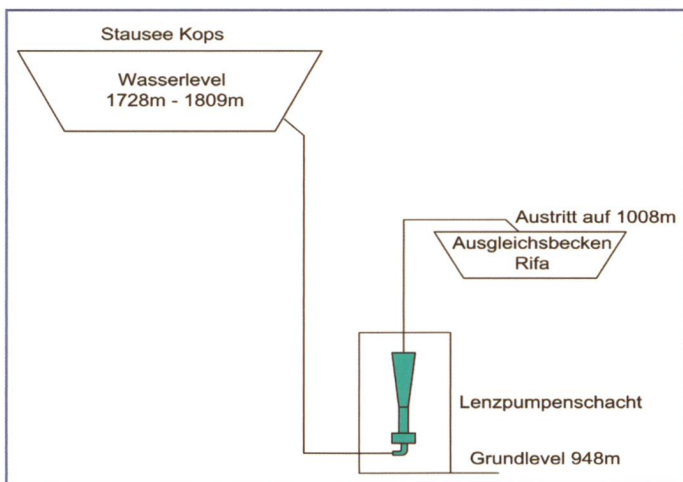 Stausee Kops
Wasserlevel
1728m - 1809m
Austritt auf 1008m
Ausgleichsbecken
Rifa
Lenzpumpenschacht
Grundlevel 948m